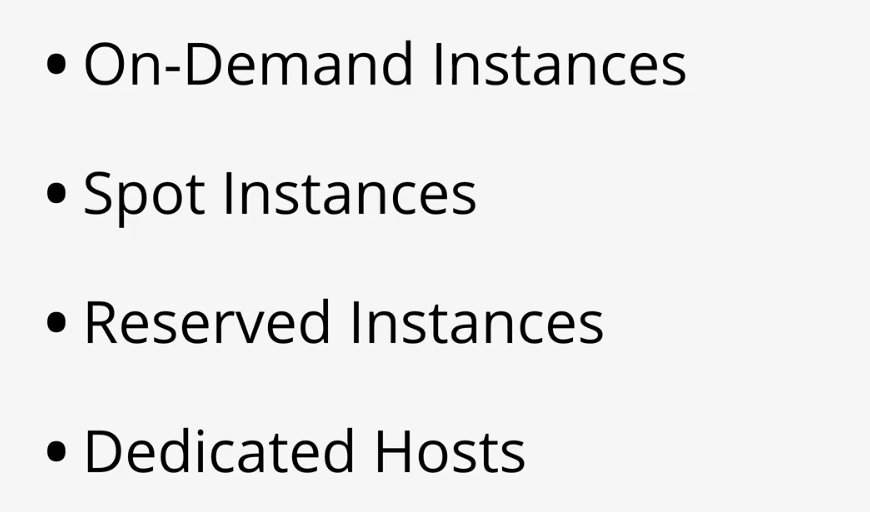 • On-Demand Instances
• Spot Instances
• Reserved Instances
• Dedicated Hosts